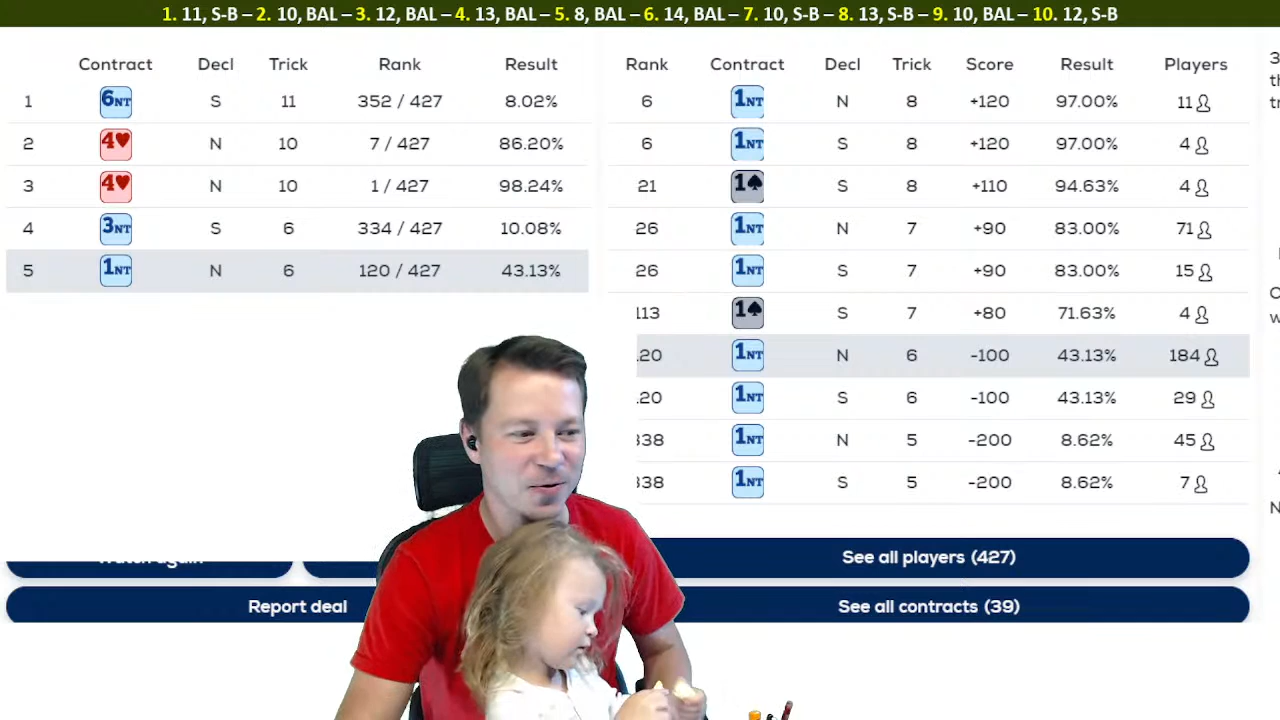 1. 11, S-B – 2. 10, BAL – 3. 12, BAL – 4. 13, BAL – 5. 8, BAL – 6. 14, BAL – 7. 10, S-B – 8. 13, S-B – 9. 10, BAL – 10. 12, S-B
Contract Decl Trick Rank Result
1 6NT S 11 352 / 427 8.02%
2 4♥ N 10 7 / 427 86.20%
3 4♥ N 10 1 / 427 98.24%
4 3NT S 6 334 / 427 10.08%
5 1NT N 6 120 / 427 43.13%
Rank Contract Decl Trick Score Result Players
6 1NT N 8 +120 97.00% 11
6 1NT S 8 +120 97.00% 4
21 1♠ S 8 +110 94.63% 4
26 1NT N 7 +90 83.00% 71
26 1NT S 7 +90 83.00% 15
113 1♠ S 7 +80 71.63% 4
20 1NT N 6 -100 43.13% 184
20 1NT S 6 -100 43.13% 29
338 1NT N 5 -200 8.62% 45
338 1NT S 5 -200 8.62% 7
Watch again
See all players (427)
Report deal
See all contracts (39)